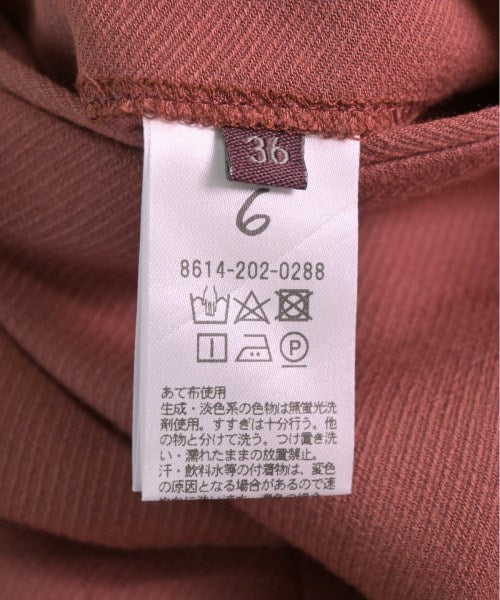 36
6
8614-202-0288
P
あて布使用
生成・淡色系の色物は無蛍光洗
剤使用。すすぎは十分行う。他
の物と分けて洗う。つけ置き洗
い・濡れたままの放置禁止。
汗・飲料水等の付着物は、変色
の原因となる場合があるので速